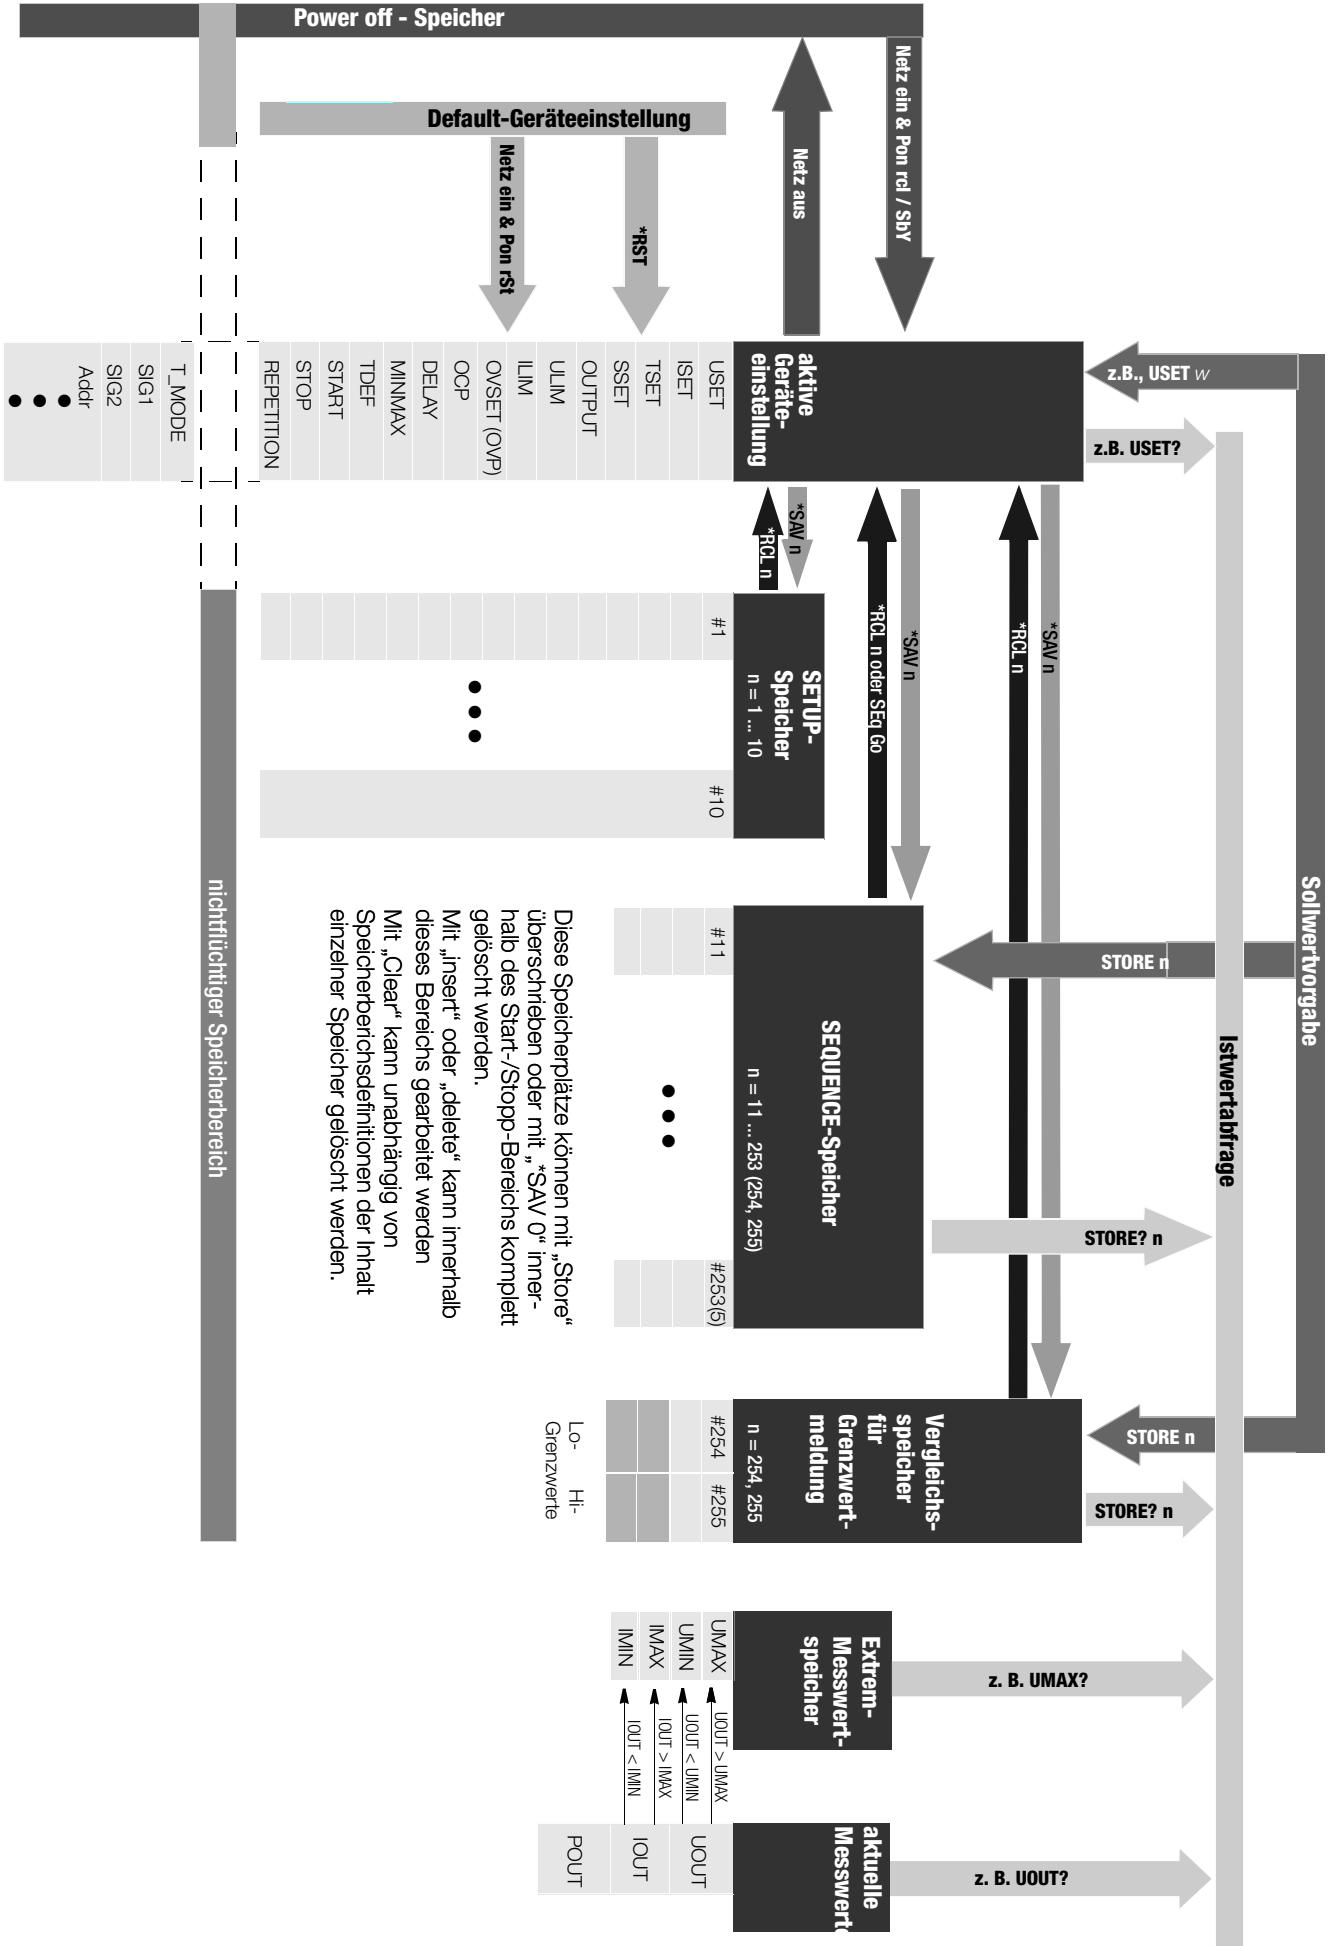 Power off - Speicher
Netz ein & Pon rcl / SbY
Netz aus
Default-Geräteeinstellung
*RST
Netz ein & Pon rSt
aktive
Geräte-
einstellung
USET
ISET
TSET
SSET
OUTPUT
ULIM
ILIM
OVSET (OVP)
OCP
DELAY
MINMAX
TDEF
START
STOP
REPETITION
T_MODE
SIG1
SIG2
Addr
z.B., USET w
z.B. USET?
*SAV n
*RCL n
*SAV n
*RCL n oder SEq Go
*SAV n
*RCL n
SETUP-
Speicher
n = 1 ... 10
#1
#10
Sollwertvorgabe
Istwertabfrage
STORE n
SEQUENCE-Speicher
n = 11 ... 253 (254, 255)
#11
#253(5)
STORE? n
Diese Speicherplätze können mit „Store“
überschrieben oder mit „*SAV 0“ inner-
halb des Start-/Stopp-Bereichs komplett
gelöscht werden.
Mit „insert“ oder „delete“ kann innerhalb
dieses Bereichs gearbeitet werden
Mit „Clear“ kann unabhängig von
Speicherberichsdefinitionen der Inhalt
einzelner Speicher gelöscht werden.
nichtflüchtiger Speicherbereich
STORE n
STORE? n
Vergleichs-
speicher
für
Grenzwert-
meldung
n = 254, 255
#254
#255
Lo- Hi-
Grenzwerte
Extrem-
Messwert-
speicher
UMAX
UMIN
IMAX
IMIN
z. B. UMAX?
UOUT > UMAX
UOUT < UMIN
IOUT > IMAX
IOUT < IMIN
aktuelle
Messwerte
UOUT
IOUT
POUT
z. B. UOUT?